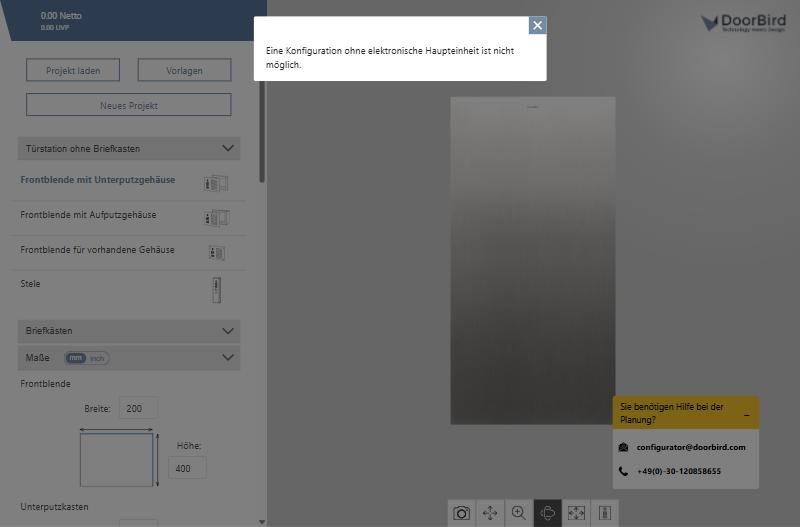 0.00 Netto
0.00 UVP
Projekt laden
Vorlagen
Neues Projekt
Türstation ohne Briefkasten
Frontblende mit Unterputzgehäuse
Frontblende mit Aufputzgehäuse
Frontblende für vorhandene Gehäuse
Stele
Briefkästen
Maße
mm
inch
Frontblende
Breite:
200
Höhe:
400
Unterputzkasten
Eine Konfiguration ohne elektronische Haupteinheit ist nicht
möglich.
DoorBird
Technology meets Design.
Sie benötigen Hilfe bei der
Planung?
configurator@doorbird.com
+49(0)-30-120858655